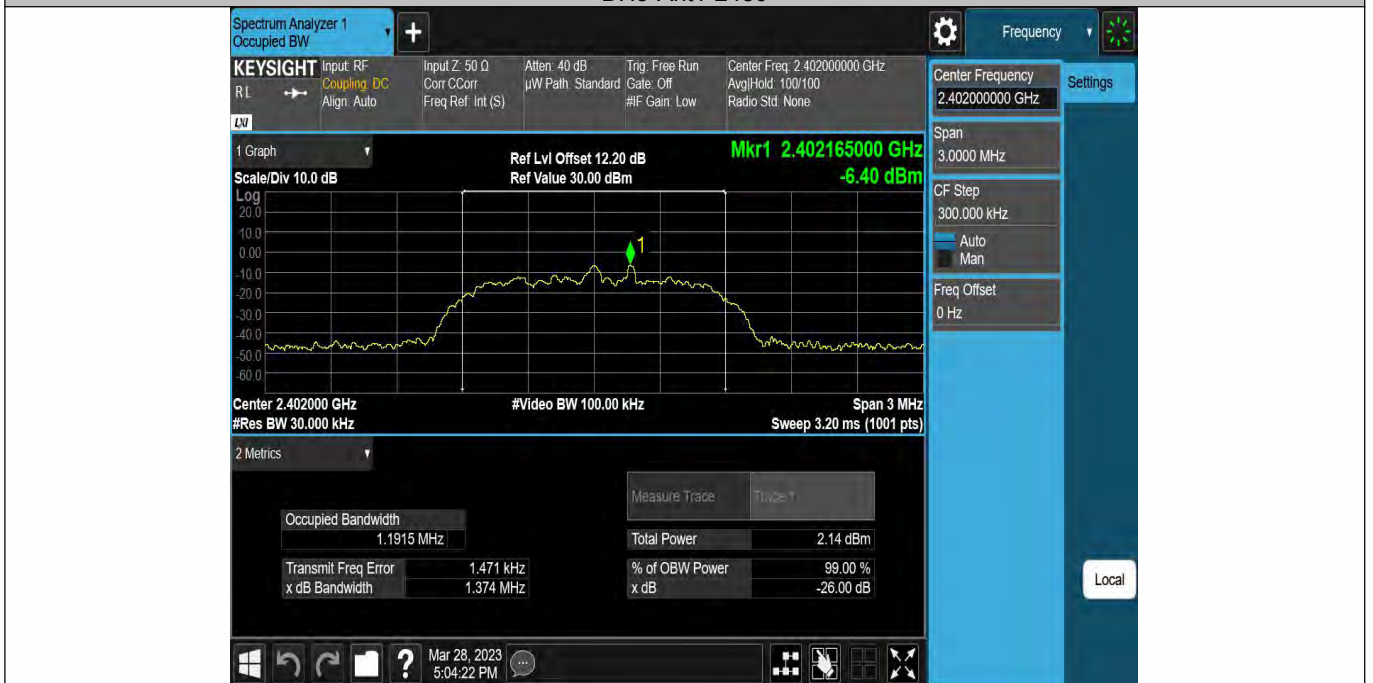 Spectrum Analyzer 1
Occupied BW
+
Frequency
KEYSIGHT
RL
LXI
Input: RF
Coupling: DC
Align: Auto
Input Z: 50 Ω
Corr CCorr
Freq Ref: Int (S)
Atten: 40 dB
µW Path: Standard
Trig: Free Run
Gate: Off
#IF Gain: Low
Center Freq: 2.402000000 GHz
Avg|Hold: 100/100
Radio Std: None
Center Frequency
2.402000000 GHz
Settings
Span
3.0000 MHz
CF Step
300.000 kHz
Auto
Man
Freq Offset
0 Hz
Local
1 Graph
Scale/Div 10.0 dB
Ref Lvl Offset 12.20 dB
Ref Value 30.00 dBm
Mkr1 2.402165000 GHz
-6.40 dBm
Log
20.0
10.0
0.00
-10.0
-20.0
-30.0
-40.0
-50.0
-60.0
1
Center 2.402000 GHz
#Res BW 30.000 kHz
#Video BW 100.00 kHz
Span 3 MHz
Sweep 3.20 ms (1001 pts)
2 Metrics
Measure Trace
Trace 1
Occupied Bandwidth
1.1915 MHz
Total Power 2.14 dBm
Transmit Freq Error 1.471 kHz
% of OBW Power 99.00 %
x dB Bandwidth 1.374 MHz
x dB -26.00 dB
?
Mar 28, 2023
5:04:22 PM